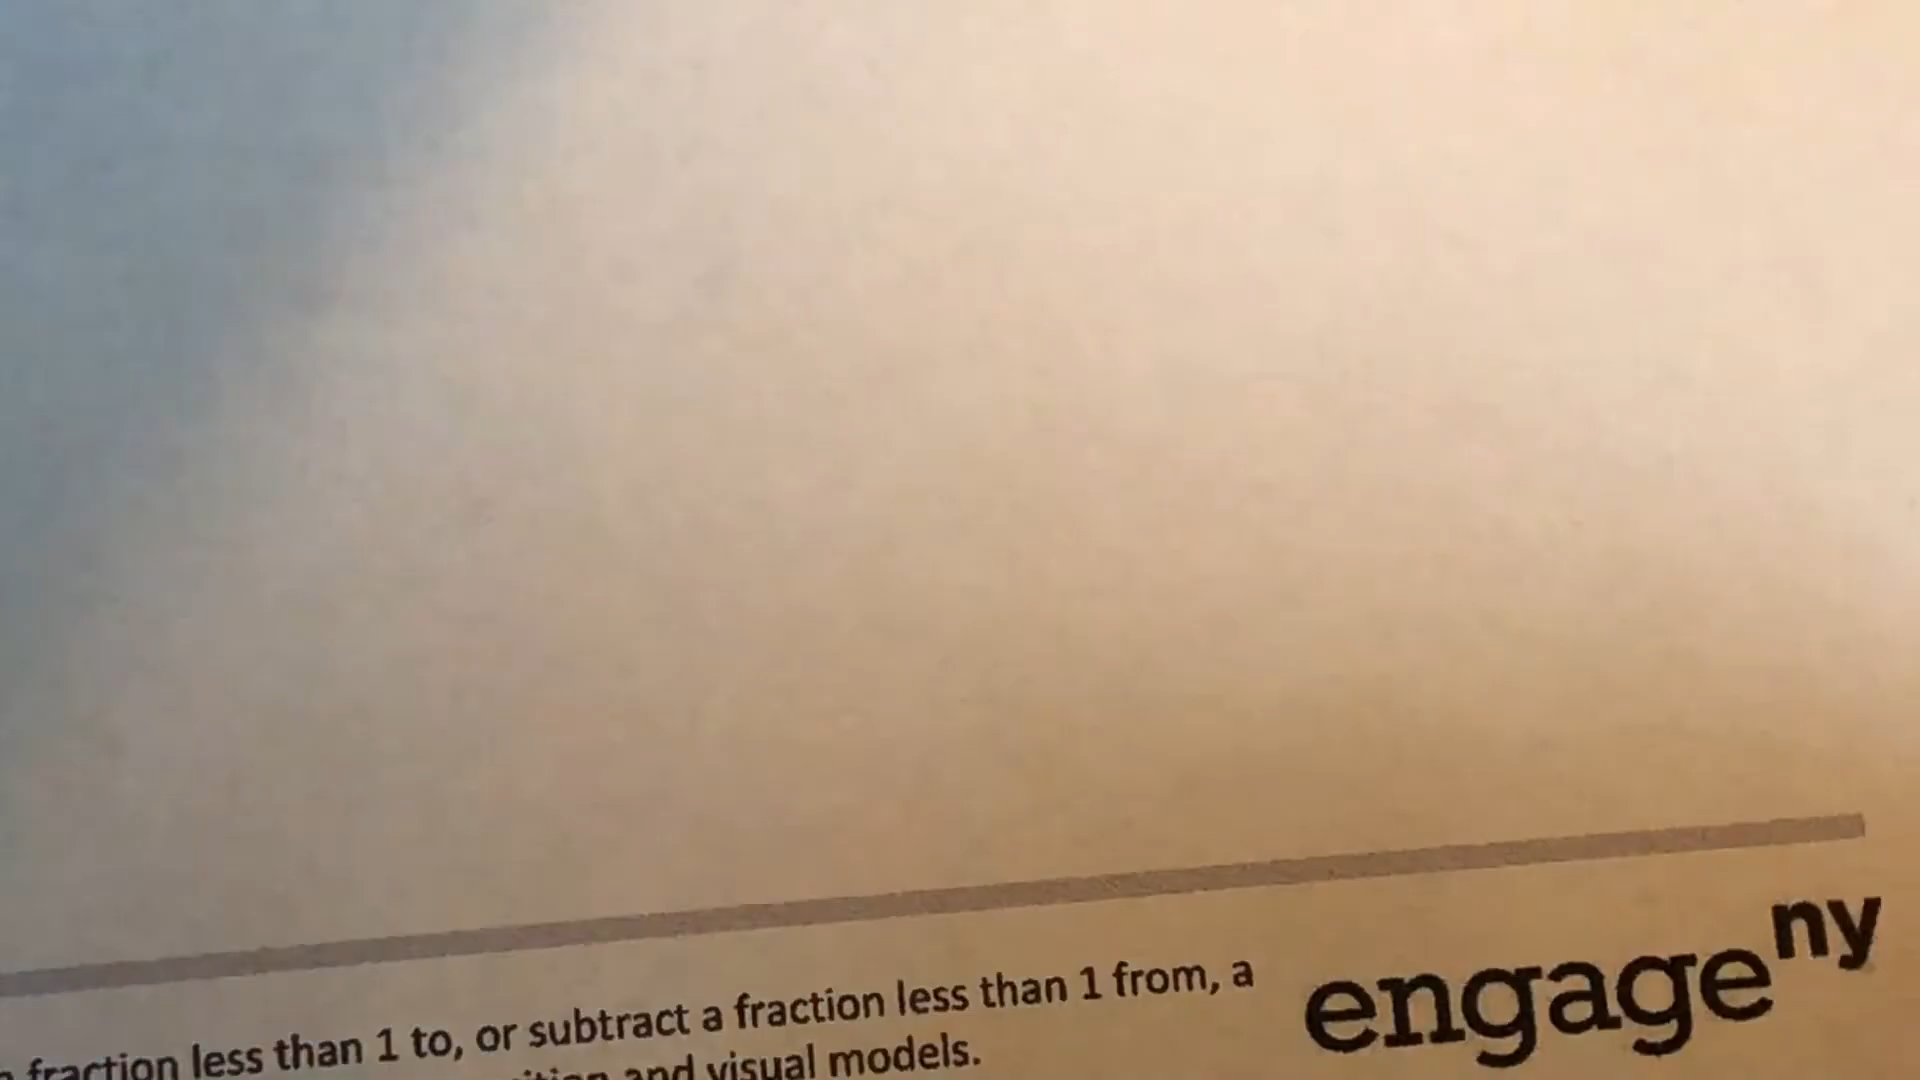 fraction less than 1 to, or subtract a fraction less than 1 from, a
and visual models.
engage ny